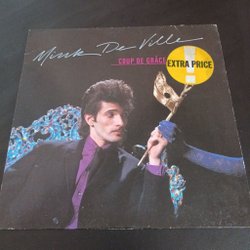 Mink De Ville
COUP DE GRÂCE
EXTRA PRICE